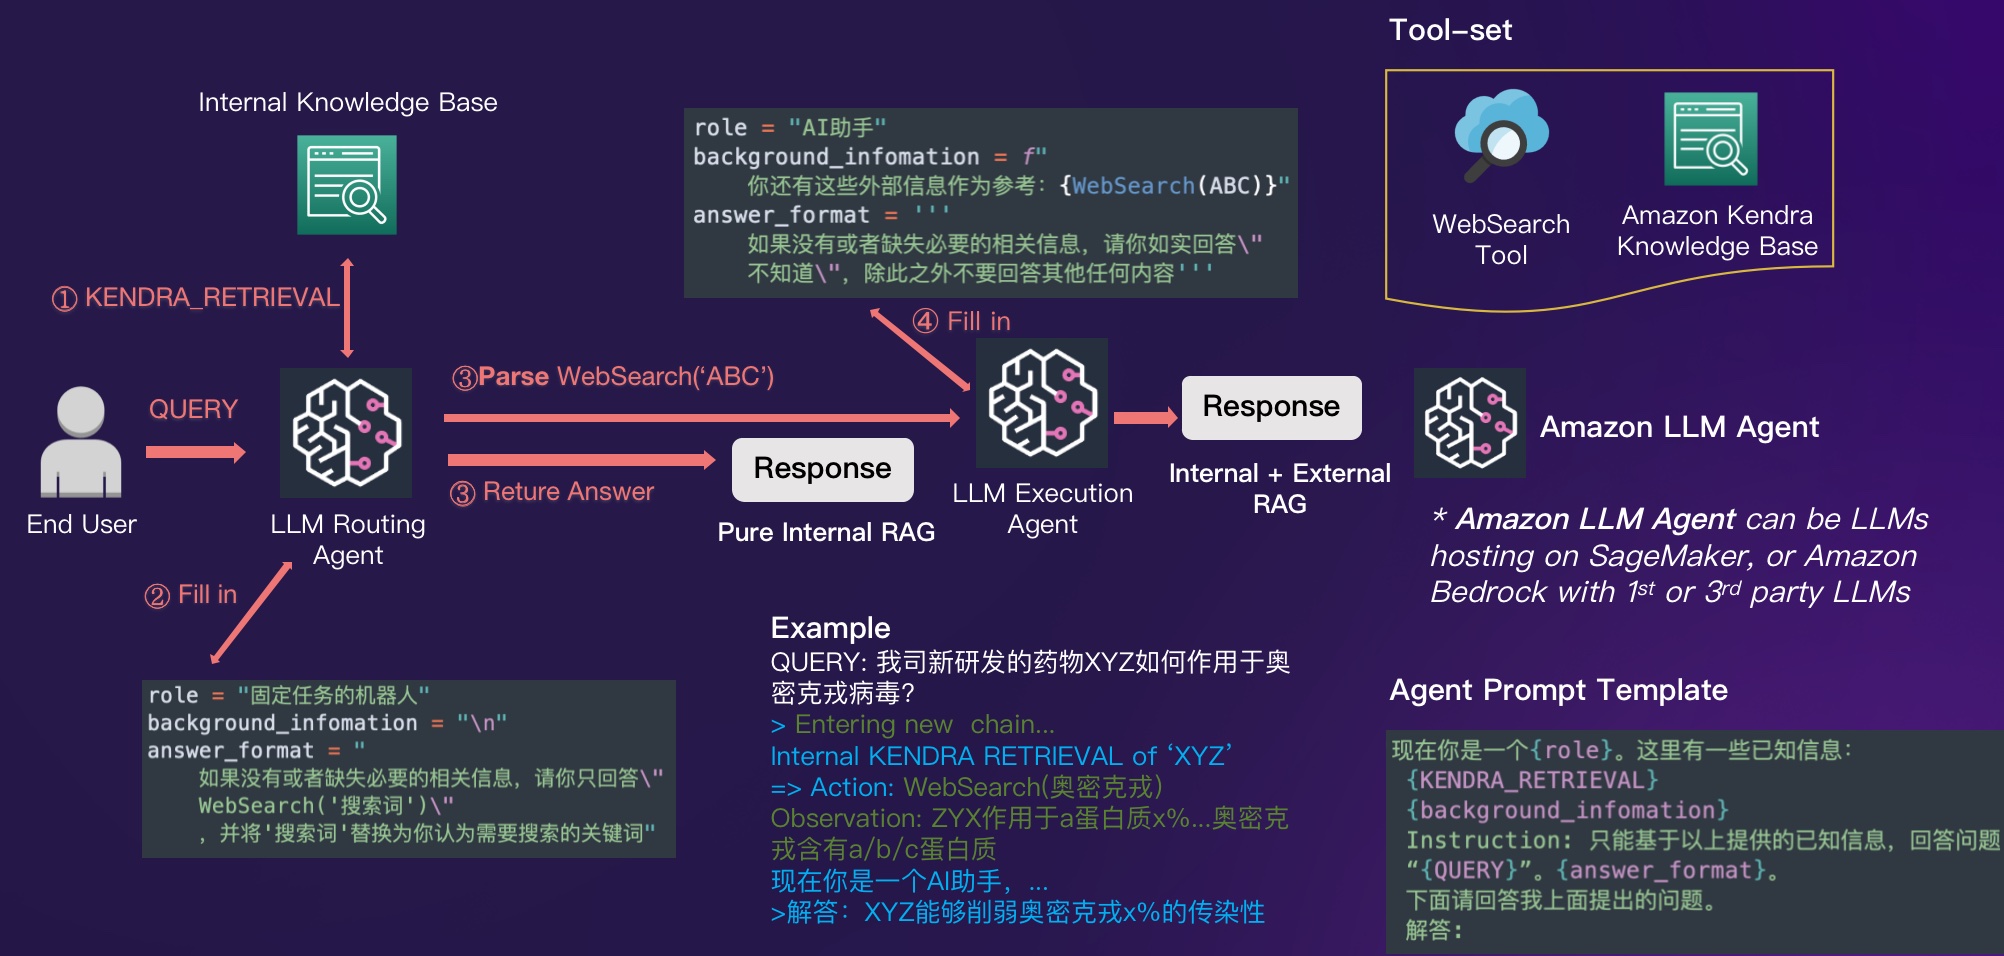 Tool-set
Internal Knowledge Base
role = "AI助手"
background_infomation = f"
你还有这些外部信息作为参考：{WebSearch(ABC)}"
answer_format = '''
如果没有或者缺失必要的相关信息，请你如实回答\"
不知道\"，除此之外不要回答其他任何内容'''
WebSearch
Tool
Amazon Kendra
Knowledge Base
① KENDRA_RETRIEVAL
④ Fill in
③Parse WebSearch(‘ABC’)
QUERY
Response
Response
③ Reture Answer
Pure Internal RAG
Internal + External
RAG
End User
LLM Routing
Agent
LLM Execution
Agent
Amazon LLM Agent
* Amazon LLM Agent can be LLMs
hosting on SageMaker, or Amazon
Bedrock with 1st or 3rd party LLMs
② Fill in
role = "固定任务的机器人"
background_infomation = "\n"
answer_format = "
如果没有或者缺失必要的相关信息，请你只回答\"
WebSearch('搜索词')\"
，并将'搜索词'替换为你认为需要搜索的关键词"
Example
QUERY: 我司新研发的药物XYZ如何作用于奥
密克戎病毒？
> Entering new chain...
Internal KENDRA RETRIEVAL of ‘XYZ’
=> Action: WebSearch(奥密克戎)
Observation: ZYX作用于a蛋白质x%...奥密克
戎含有a/b/c蛋白质
现在你是一个AI助手，...
>解答：XYZ能够削弱奥密克戎x%的传染性
Agent Prompt Template
现在你是一个{role}。这里有一些已知信息：
{KENDRA_RETRIEVAL}
{background_infomation}
Instruction: 只能基于以上提供的已知信息，回答问题
“{QUERY}”。{answer_format}。
下面请回答我上面提出的问题。
解答：